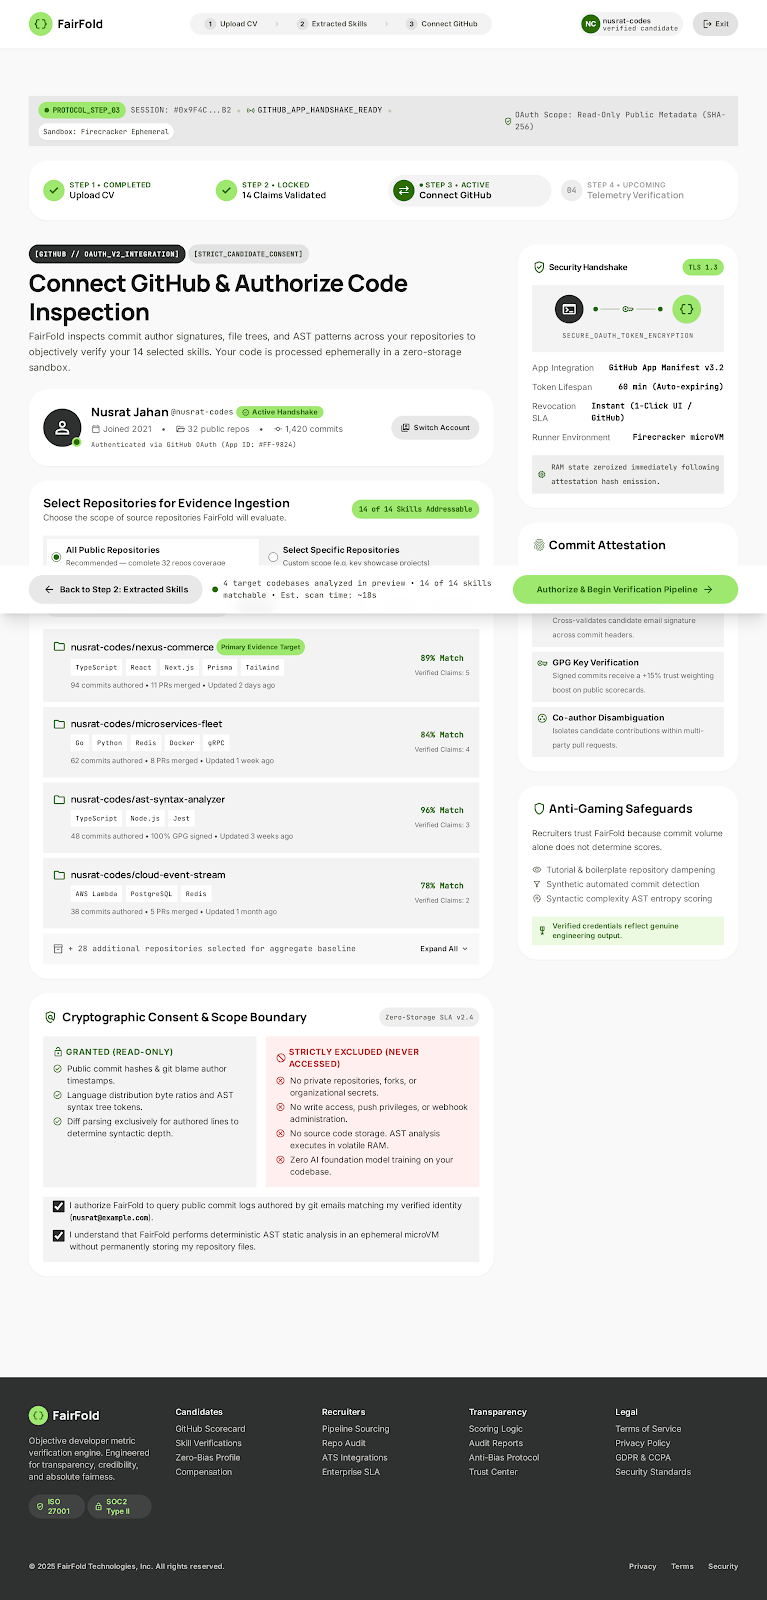 FairFold
1 Upload CV
2 Extracted Skills
3 Connect GitHub
NC
nusrat-codes
verified candidate
Exit
PROTOCOL_STEP_03 SESSION: #0x9F4C...B2 GITHUB_APP_HANDSHAKE_READY
Sandbox: Firecracker Ephemeral
OAuth Scope: Read-Only Public Metadata (SHA-
256)
STEP 1 • COMPLETED
Upload CV
STEP 2 • LOCKED
14 Claims Validated
STEP 3 • ACTIVE
Connect GitHub
04
STEP 4 • UPCOMING
Telemetry Verification
[GITHUB // OAUTH_V2_INTEGRATION] [STRICT_CANDIDATE_CONSENT]
Connect GitHub & Authorize Code
Inspection
FairFold inspects commit author signatures, file trees, and AST patterns across your repositories to
objectively verify your 14 selected skills. Your code is processed ephemerally in a zero-storage
sandbox.
Nusrat Jahan @nusrat-codes Active Handshake
Joined 2021 • 32 public repos • 1,420 commits
Authenticated via GitHub OAuth (App ID: #FF-9824)
Switch Account
Select Repositories for Evidence Ingestion
Choose the scope of source repositories FairFold will evaluate.
14 of 14 Skills Addressable
All Public Repositories
Recommended — complete 32 repos coverage
Select Specific Repositories
Custom scope (e.g. key showcase projects)
Back to Step 2: Extracted Skills
4 target codebases analyzed in preview • 14 of 14 skills
matchable • Est. scan time: ~18s
Authorize & Begin Verification Pipeline
nusrat-codes/nexus-commerce Primary Evidence Target
TypeScript React Next.js Prisma Tailwind
94 commits authored • 11 PRs merged • Updated 2 days ago
89% Match
Verified Claims: 5
nusrat-codes/microservices-fleet
Go Python Redis Docker gRPC
62 commits authored • 8 PRs merged • Updated 1 week ago
84% Match
Verified Claims: 4
nusrat-codes/ast-syntax-analyzer
TypeScript Node.js Jest
48 commits authored • 100% GPG signed • Updated 3 weeks ago
96% Match
Verified Claims: 3
nusrat-codes/cloud-event-stream
AWS Lambda PostgreSQL Redis
38 commits authored • 5 PRs merged • Updated 1 month ago
78% Match
Verified Claims: 2
+ 28 additional repositories selected for aggregate baseline
Expand All
Cryptographic Consent & Scope Boundary
Zero-Storage SLA v2.4
GRANTED (READ-ONLY)
Public commit hashes & git blame author
timestamps.
Language distribution byte ratios and AST
syntax tree tokens.
Diff parsing exclusively for authored lines to
determine syntactic depth.
STRICTLY EXCLUDED (NEVER
ACCESSED)
No private repositories, forks, or
organizational secrets.
No write access, push privileges, or webhook
administration.
No source code storage. AST analysis
executes in volatile RAM.
Zero AI foundation model training on your
codebase.
I authorize FairFold to query public commit logs authored by git emails matching my verified identity
(nusrat@example.com).
I understand that FairFold performs deterministic AST static analysis in an ephemeral microVM
without permanently storing my repository files.
Security Handshake
TLS 1.3
SECURE_OAUTH_TOKEN_ENCRYPTION
App Integration GitHub App Manifest v3.2
Token Lifespan 60 min (Auto-expiring)
Revocation
SLA
Instant (1-Click UI /
GitHub)
Runner Environment Firecracker microVM
RAM state zeroized immediately following
attestation hash emission.
Commit Attestation
Cross-validates candidate email signature
across commit headers.
GPG Key Verification
Signed commits receive a +15% trust weighting
boost on public scorecards.
Co-author Disambiguation
Isolates candidate contributions within multi-
party pull requests.
Anti-Gaming Safeguards
Recruiters trust FairFold because commit volume
alone does not determine scores.
Tutorial & boilerplate repository dampening
Synthetic automated commit detection
Syntactic complexity AST entropy scoring
Verified credentials reflect genuine
engineering output.
FairFold
Objective developer metric
verification engine. Engineered
for transparency, credibility,
and absolute fairness.
ISO
27001
SOC2
Type II
Candidates
GitHub Scorecard
Skill Verifications
Zero-Bias Profile
Compensation
Recruiters
Pipeline Sourcing
Repo Audit
ATS Integrations
Enterprise SLA
Transparency
Scoring Logic
Audit Reports
Anti-Bias Protocol
Trust Center
Legal
Terms of Service
Privacy Policy
GDPR & CCPA
Security Standards
© 2025 FairFold Technologies, Inc. All rights reserved.
Privacy Terms Security